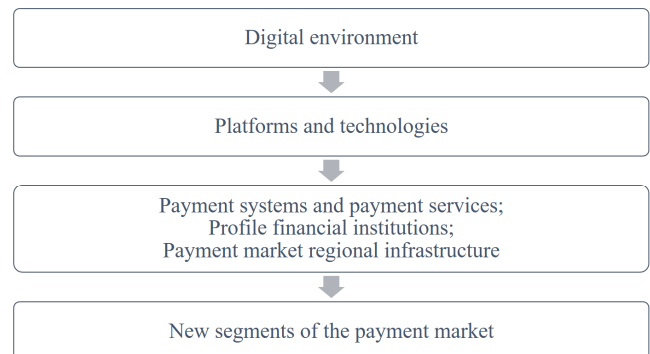 Digital environment
Platforms and technologies
Payment systems and payment services;
Profile financial institutions;
Payment market regional infrastructure
New segments of the payment market